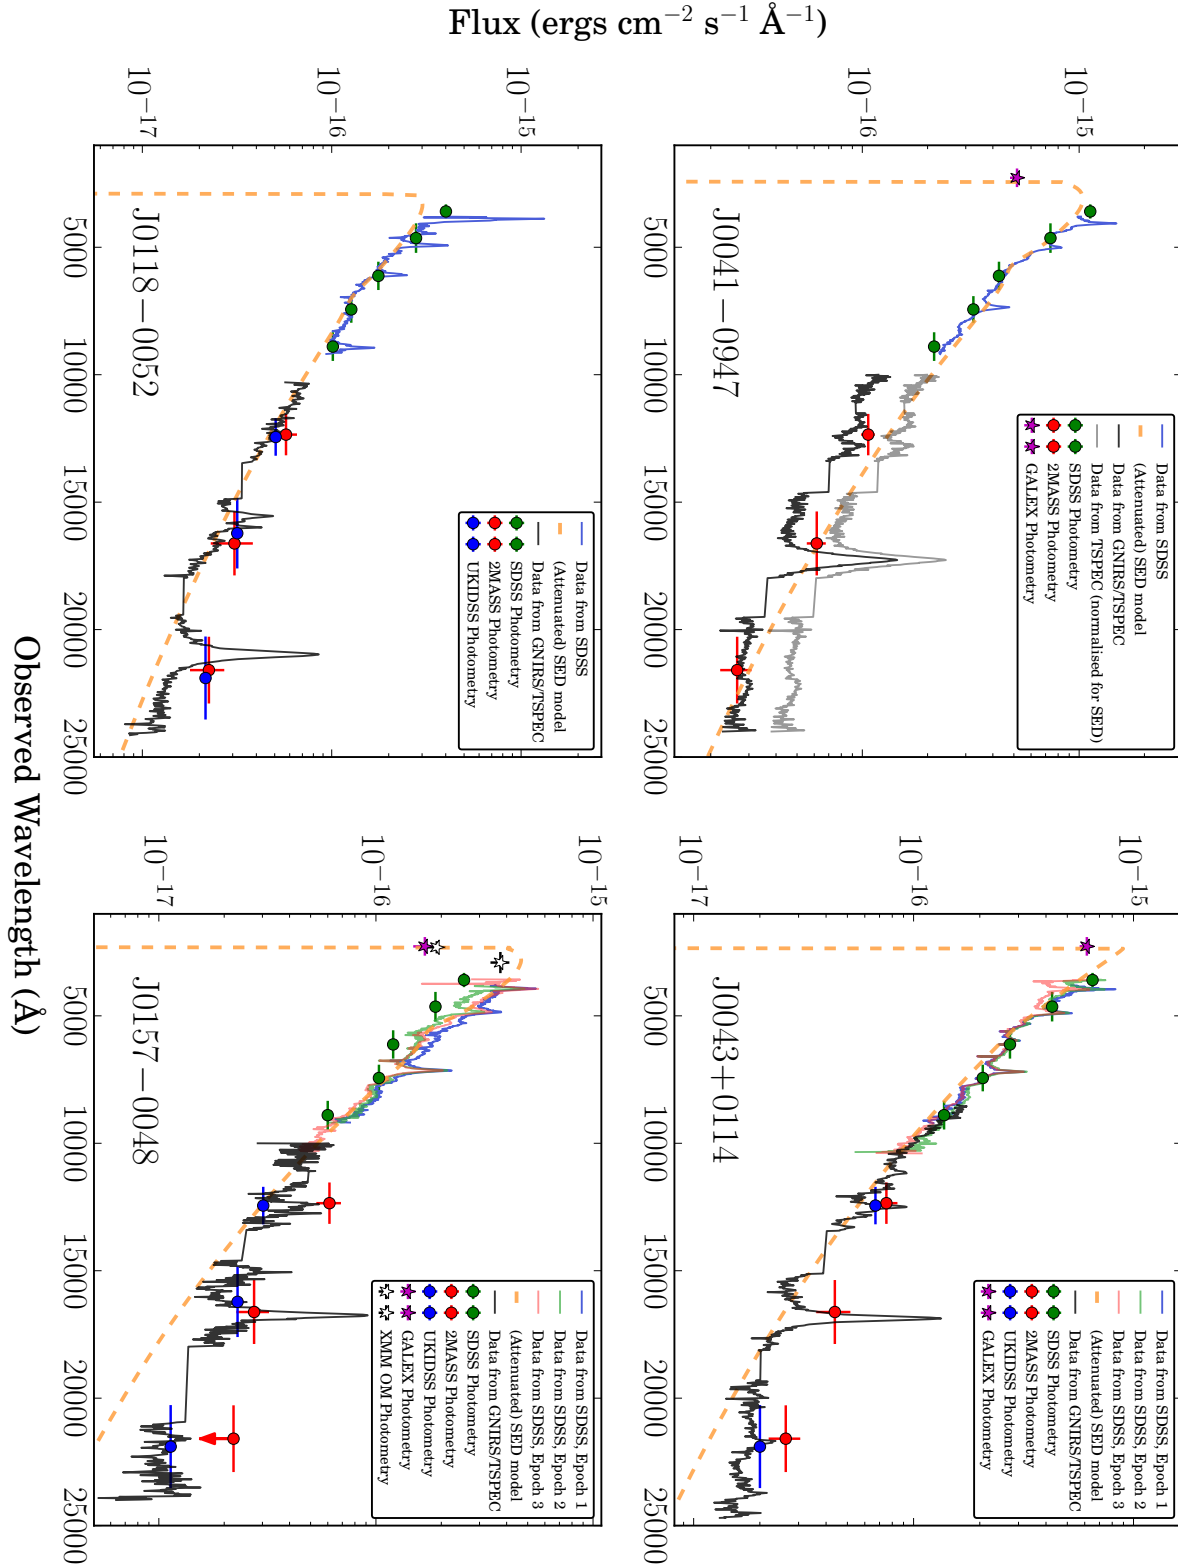 Flux (ergs cm⁻² s⁻¹ Å⁻¹)
10⁻¹⁵
10⁻¹⁶
J0041−0947
Data from SDSS
(Attenuated) SED model
Data from GNIRS/TSPEC
Data from TSPEC (normalised for SED)
SDSS Photometry
2MASS Photometry
GALEX Photometry
5000
10000
15000
20000
25000
10⁻¹⁵
10⁻¹⁶
10⁻¹⁷
J0043+0114
Data from SDSS, Epoch 1
Data from SDSS, Epoch 2
Data from SDSS, Epoch 3
(Attenuated) SED model
Data from GNIRS/TSPEC
SDSS Photometry
2MASS Photometry
UKIDSS Photometry
GALEX Photometry
5000
10000
15000
20000
25000
10⁻¹⁵
10⁻¹⁶
10⁻¹⁷
J0118−0052
Data from SDSS
(Attenuated) SED model
Data from GNIRS/TSPEC
SDSS Photometry
2MASS Photometry
UKIDSS Photometry
5000
10000
15000
20000
25000
10⁻¹⁵
10⁻¹⁶
10⁻¹⁷
J0157−0048
Data from SDSS, Epoch 1
Data from SDSS, Epoch 2
Data from SDSS, Epoch 3
(Attenuated) SED model
Data from GNIRS/TSPEC
SDSS Photometry
2MASS Photometry
UKIDSS Photometry
GALEX Photometry
XMM OM Photometry
5000
10000
15000
20000
25000
Observed Wavelength (Å)